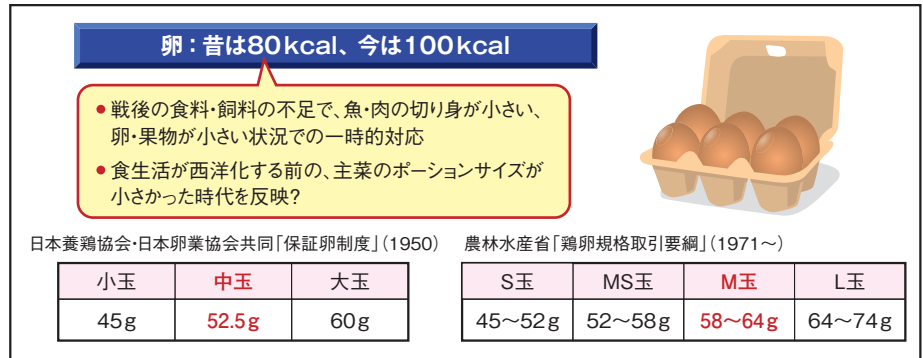 卵：昔は80kcal、今は100kcal
●戦後の食料・飼料の不足で、魚・肉の切り身が小さい、
卵・果物が小さい状況での一時的対応
●食生活が西洋化する前の、主菜のポーションサイズが
小さかった時代を反映?
日本養鶏協会・日本卵業協会共同「保証卵制度」（1950）
小玉 中玉 大玉
45g 52.5g 60g
農林水産省「鶏卵規格取引要綱」（1971～）
S玉 MS玉 M玉 L玉
45～52g 52～58g 58～64g 64～74g